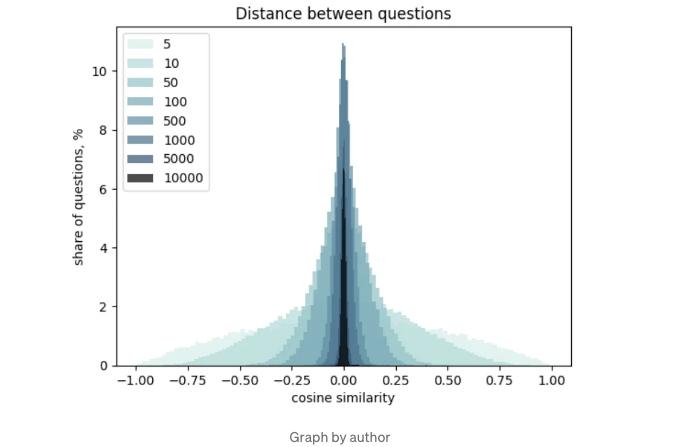 Distance between questions
5
10
50
100
500
1000
5000
10000
share of questions, %
10
8
6
4
2
0
−1.00 −0.75 −0.50 −0.25 0.00 0.25 0.50 0.75 1.00
cosine similarity
Graph by author